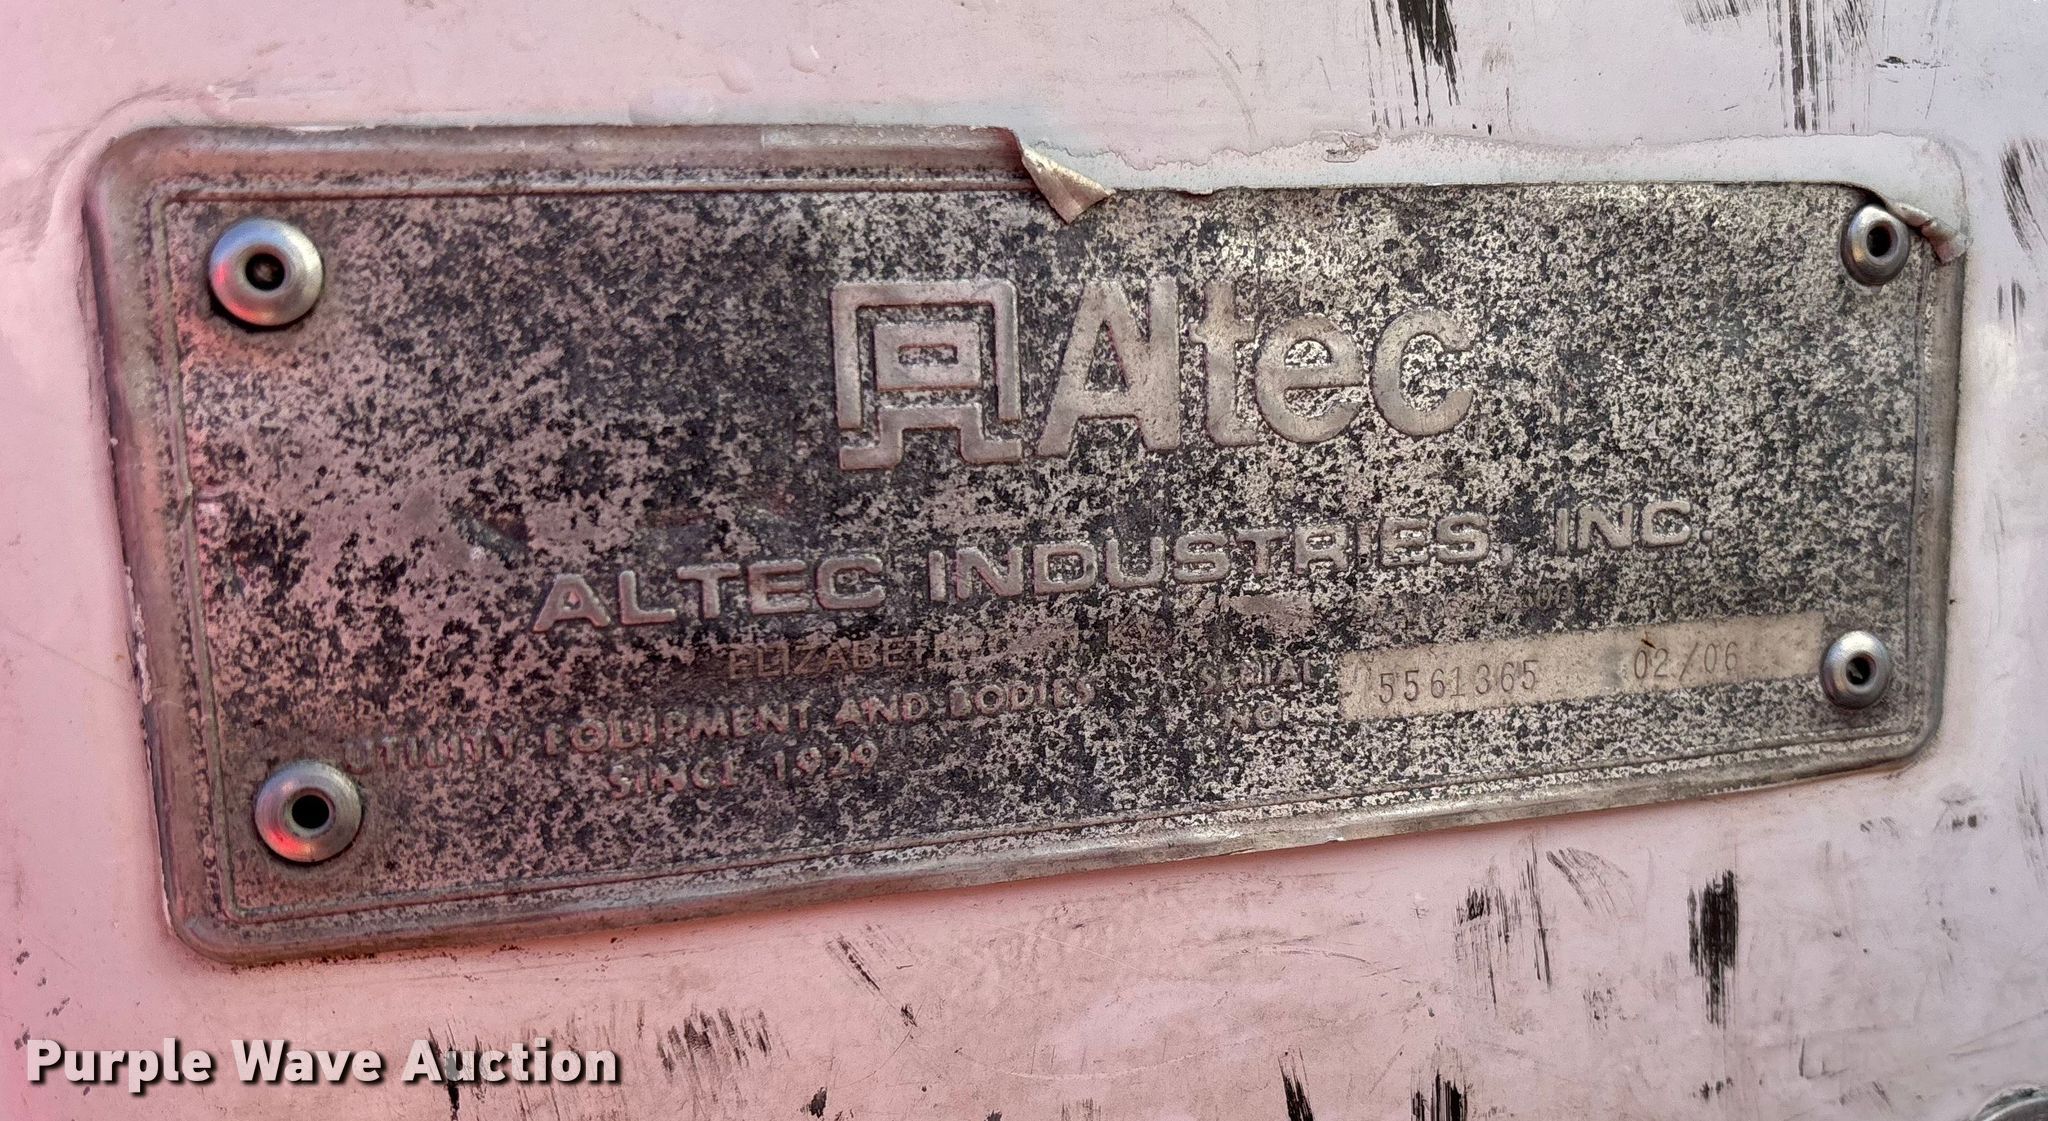 Altec
ALTEC INDUSTRIES, INC.
UTILITY EQUIPMENT AND BODIES
SINCE 1929
SERIAL
NO.
5561365 02/06
Purple Wave Auction